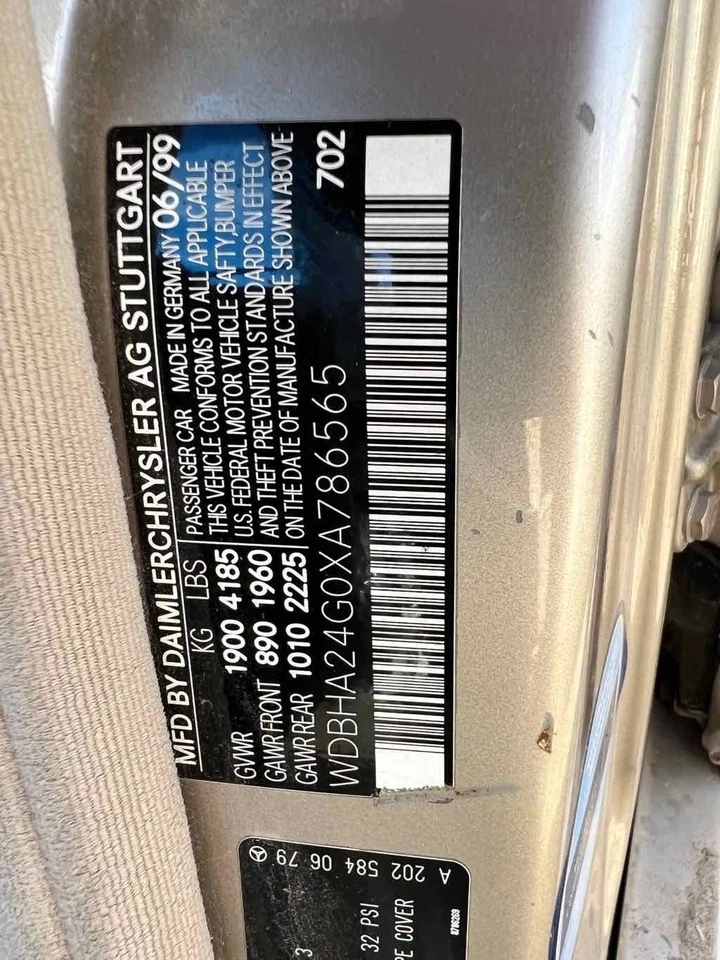 MFD BY DAIMLERCHRYSLER AG STUTTGART
KG LBS PASSENGER CAR MADE IN GERMANY 06/99
THIS VEHICLE CONFORMS TO ALL APPLICABLE
GVWR 1900 4185 U.S. FEDERAL MOTOR VEHICLE SAFTY,BUMPER
GAWR FRONT 890 1960 AND THEFT PREVENTION STANDARDS IN EFFECT
GAWR REAR 1010 2225 ON THE DATE OF MANUFACTURE SHOWN ABOVE
WDBHA24G0XA786565 702
A 202 584 06 79
3
32 PSI
PE COVER